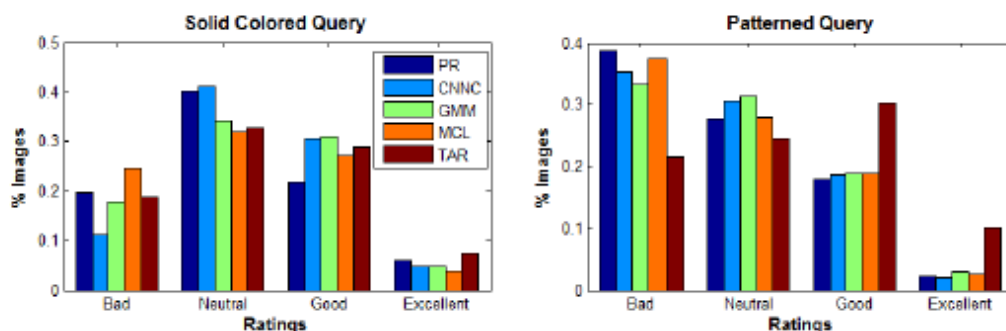 Solid Colored Query
% Images
0.5
0.4
0.3
0.2
0.1
0
Bad Neutral Good Excellent
Ratings
PR
CNNC
GMM
MCL
TAR
Patterned Query
% Images
0.4
0.3
0.2
0.1
0
Bad Neutral Good Excellent
Ratings